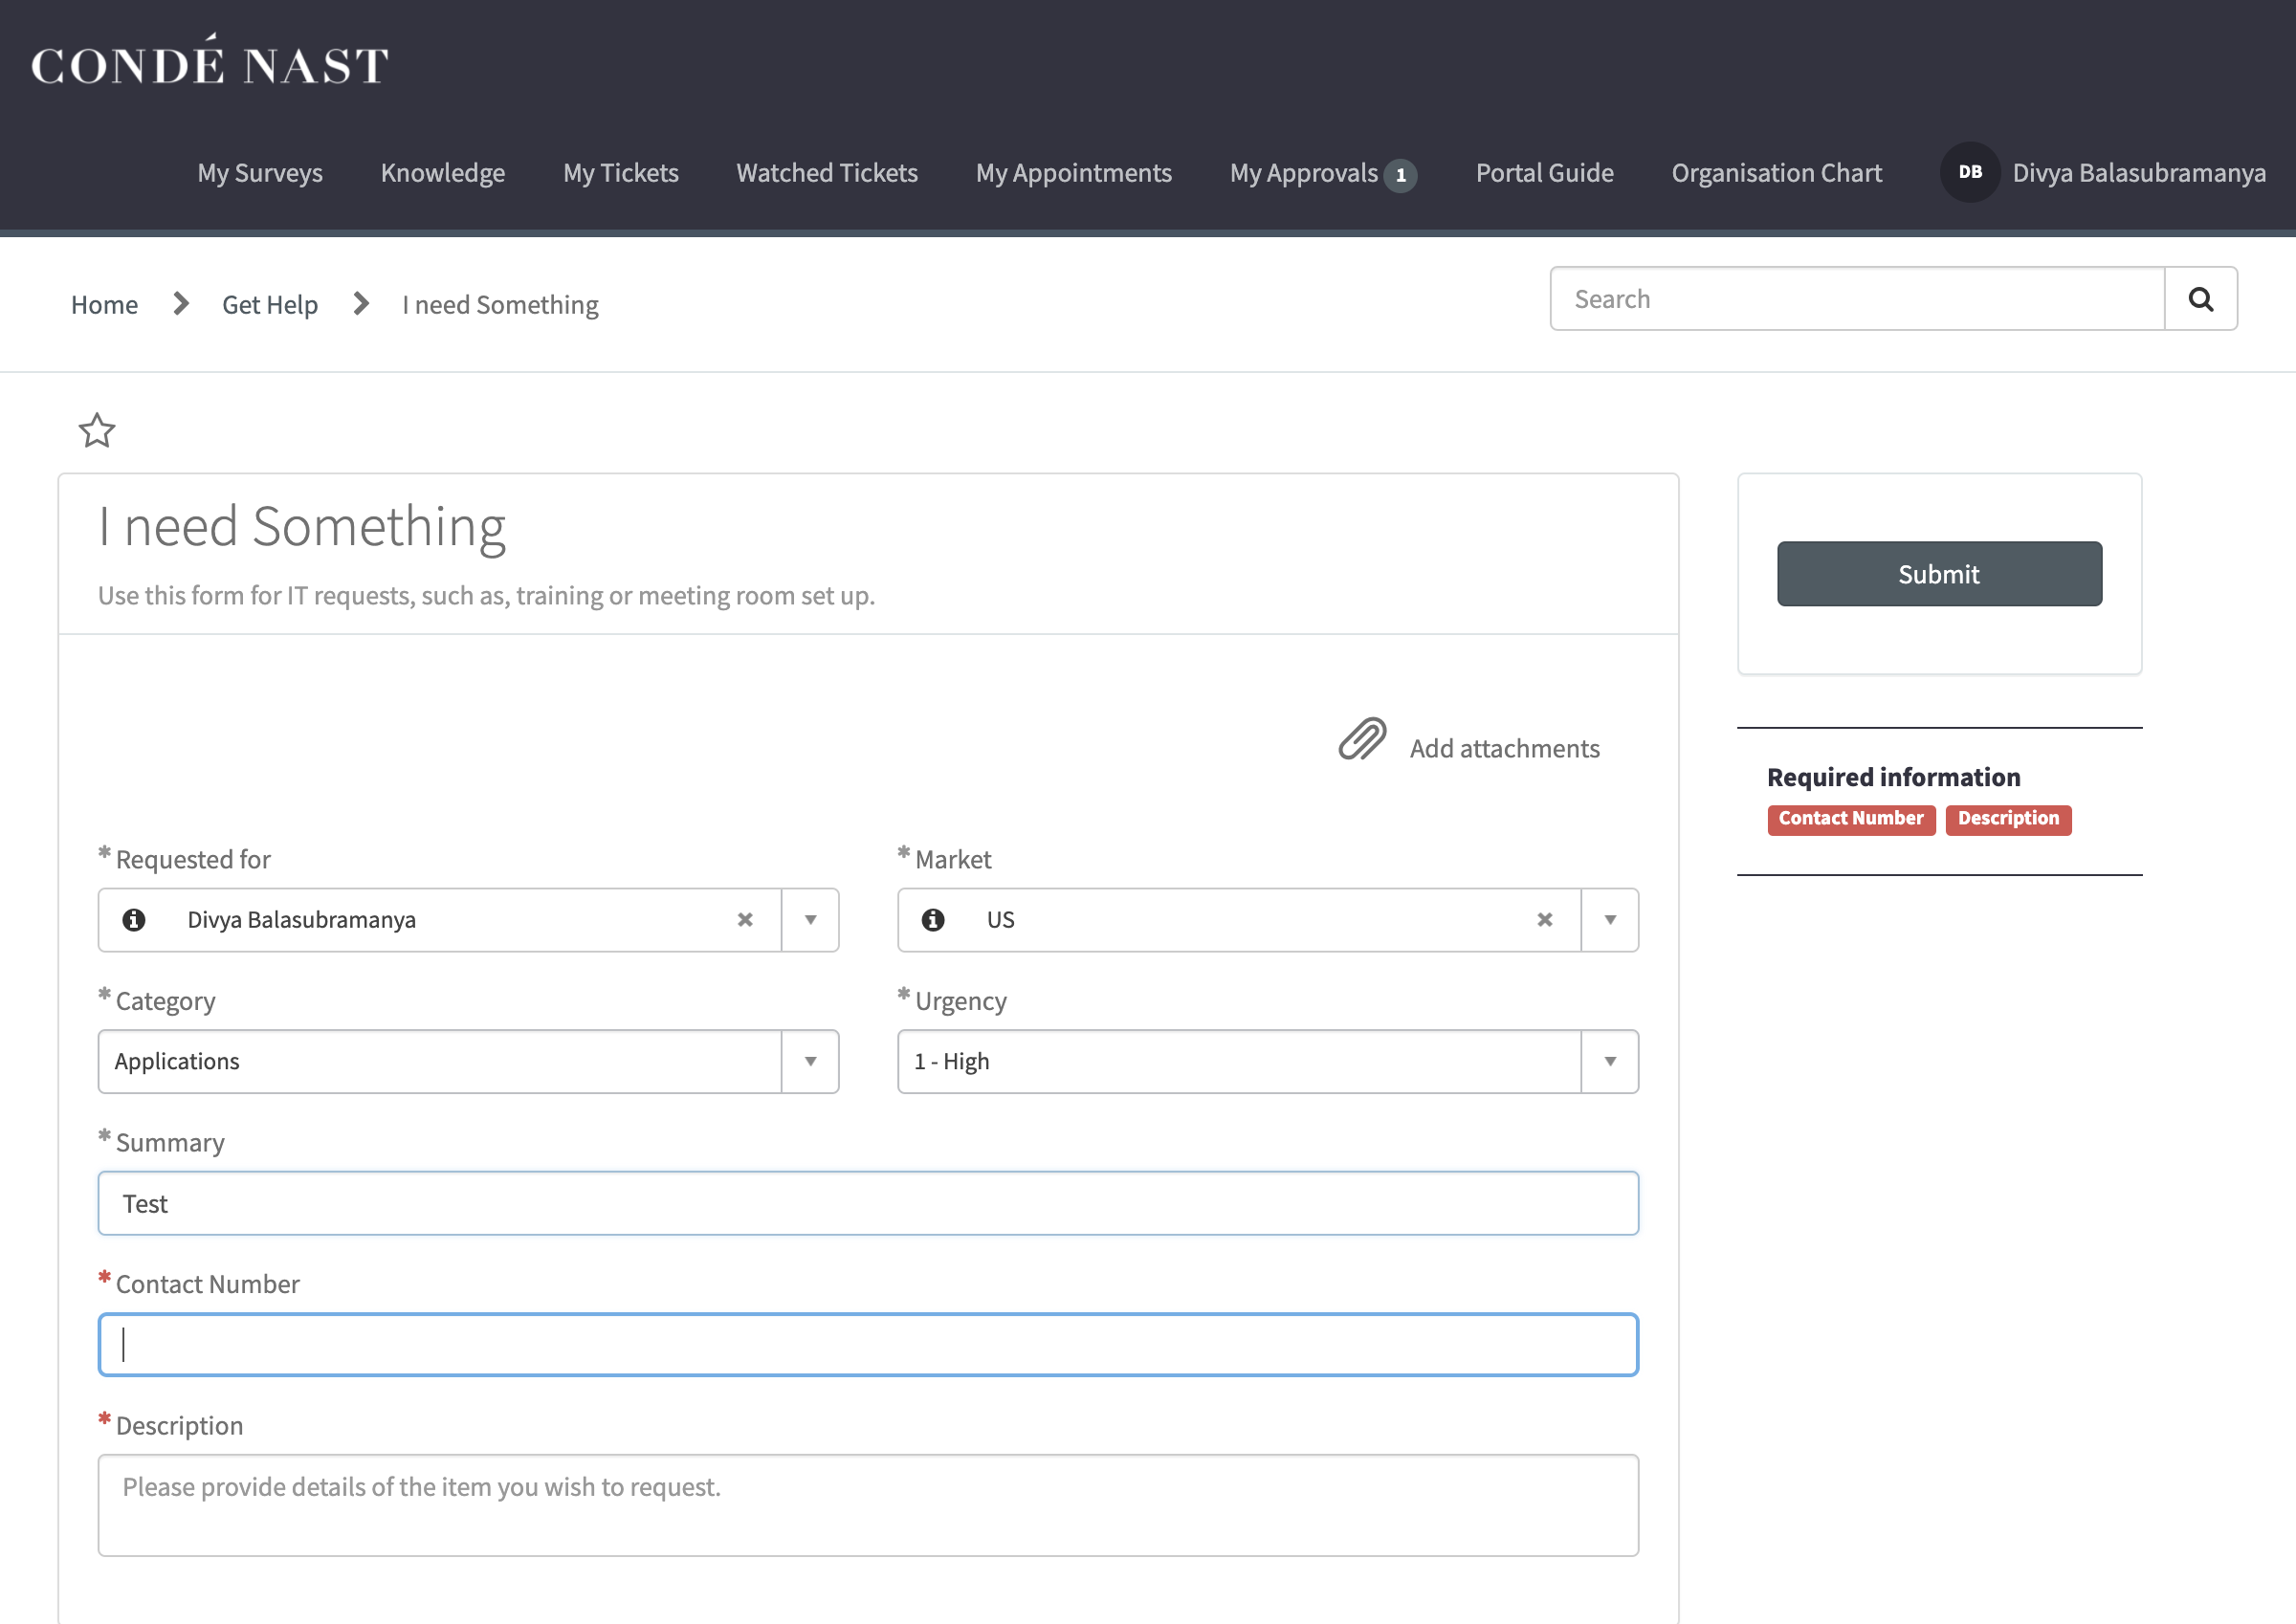 CONDÉ NAST
My Surveys Knowledge My Tickets Watched Tickets My Appointments My Approvals 1 Portal Guide Organisation Chart DB Divya Balasubramanya
Home Get Help I need Something Search
I need Something
Use this form for IT requests, such as, training or meeting room set up.
Submit
Add attachments
Required information
Contact Number Description
* Requested for * Market
Divya Balasubramanya US
* Category * Urgency
Applications 1 - High
* Summary
Test
* Contact Number
* Description
Please provide details of the item you wish to request.